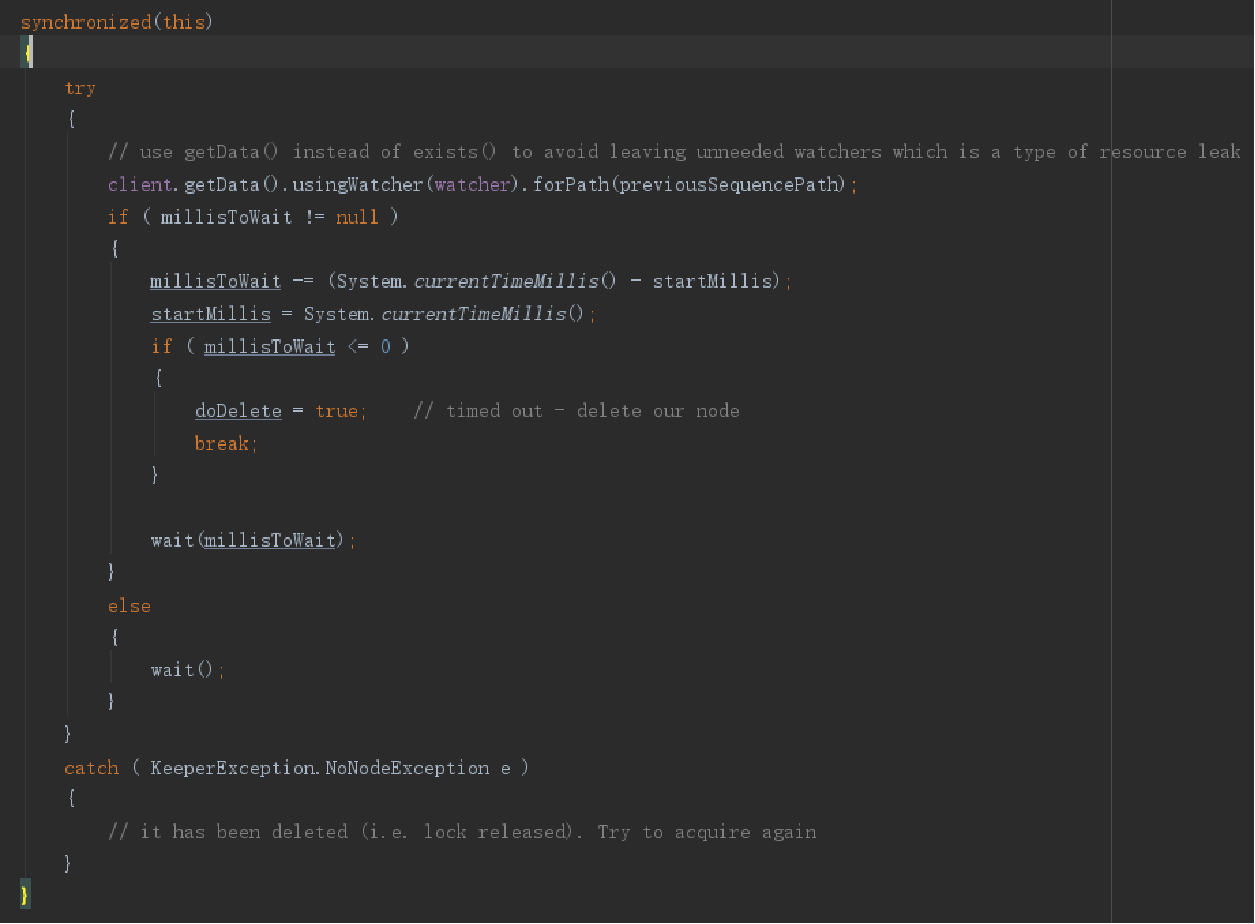 synchronized(this)
{
try
{
// use getData() instead of exists() to avoid leaving unneeded watchers which is a type of resource leak
client.getData().usingWatcher(watcher).forPath(previousSequencePath);
if ( millisToWait != null )
{
millisToWait -= (System.currentTimeMillis() - startMillis);
startMillis = System.currentTimeMillis();
if ( millisToWait <= 0 )
{
doDelete = true;    // timed out - delete our node
break;
}
wait(millisToWait);
}
else
{
wait();
}
}
catch ( KeeperException.NoNodeException e )
{
// it has been deleted (i.e. lock released). Try to acquire again
}
}